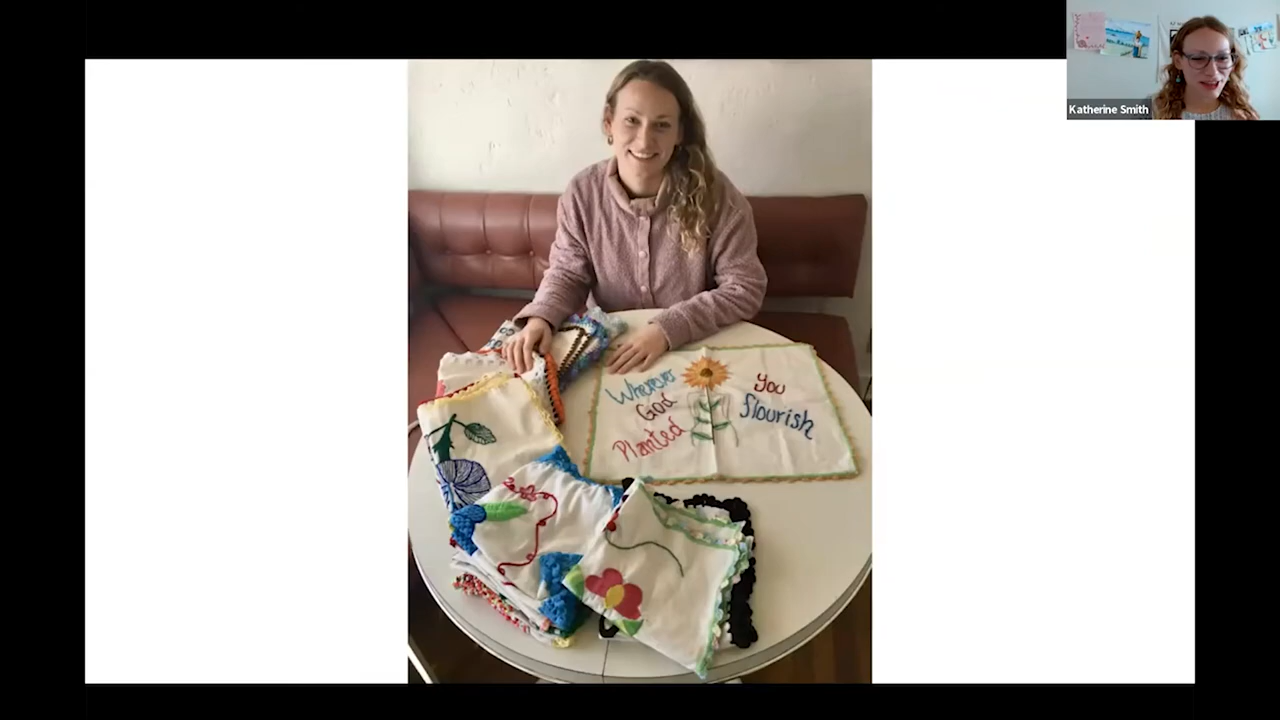 Katherine Smith
Wherever
God
Planted
You
flourish